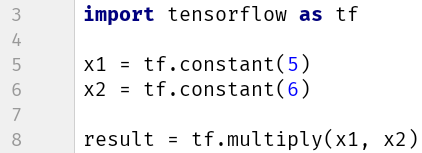 3 import tensorflow as tf
4
5 x1 = tf.constant(5)
6 x2 = tf.constant(6)
7
8 result = tf.multiply(x1, x2)